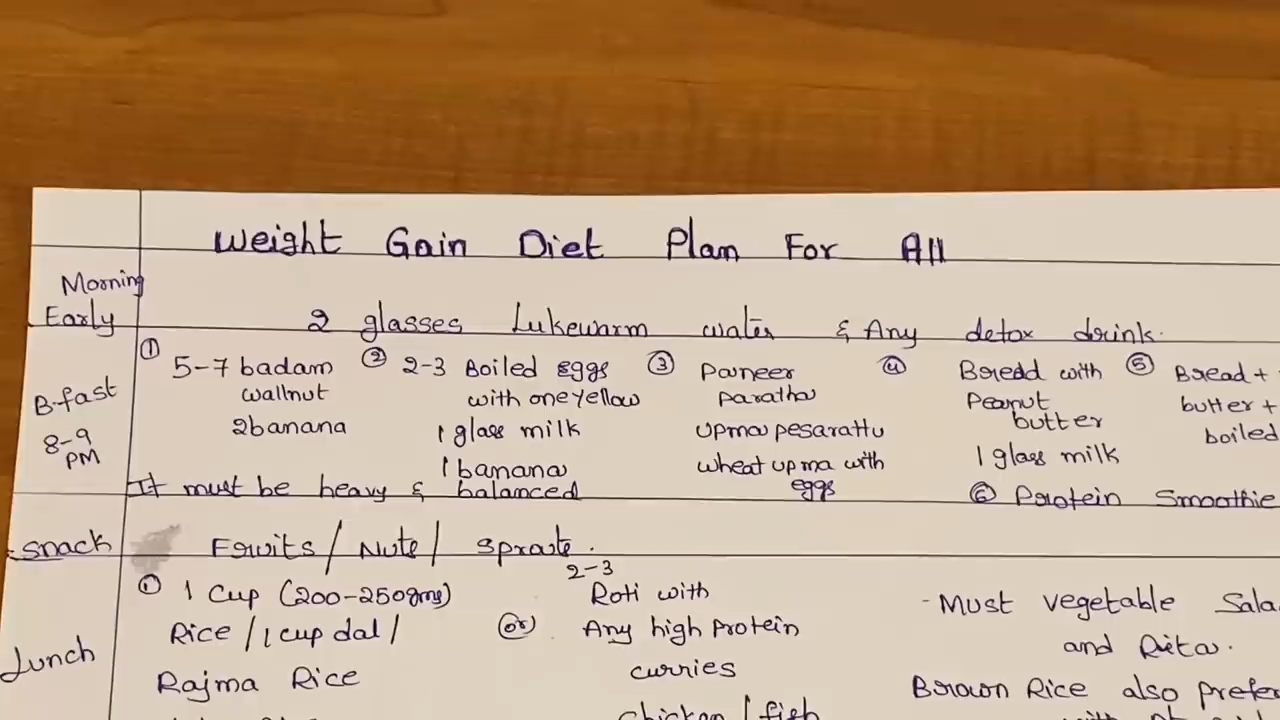 Weight Gain Diet Plan For All
Morning
Early
2 glasses Lukewarm water & Any detox drink.
B.fast
8-9
PM
① 5-7 badam
wallnut
2 banana
② 2-3 Boiled eggs
with one yellow
1 glass milk
1 banana
③ Paneer
paratha
upma pesarattu
wheat upma with
eggs
④ Bread with
Peanut
butter
1 glass milk
⑤ Bread +
butter +
boiled
⑥ Protein Smoothie
It must be heavy & balanced
Snack
Fruits / Nuts / Sprouts.
Lunch
① 1 Cup (200-250gms)
Rice / 1 cup dal /
Rajma Rice
or
2-3
Roti with
Any high protein
curries
chicken / fish
- Must vegetable
and Rita.
Brown Rice also